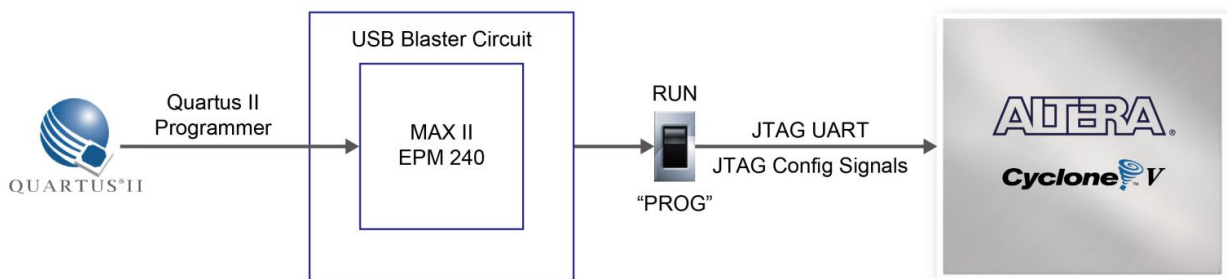 USB Blaster Circuit
Quartus II
Programmer
MAX II
EPM 240
QUARTUS®II
RUN
"PROG"
JTAG UART
JTAG Config Signals
ALTERA®
Cyclone™ V